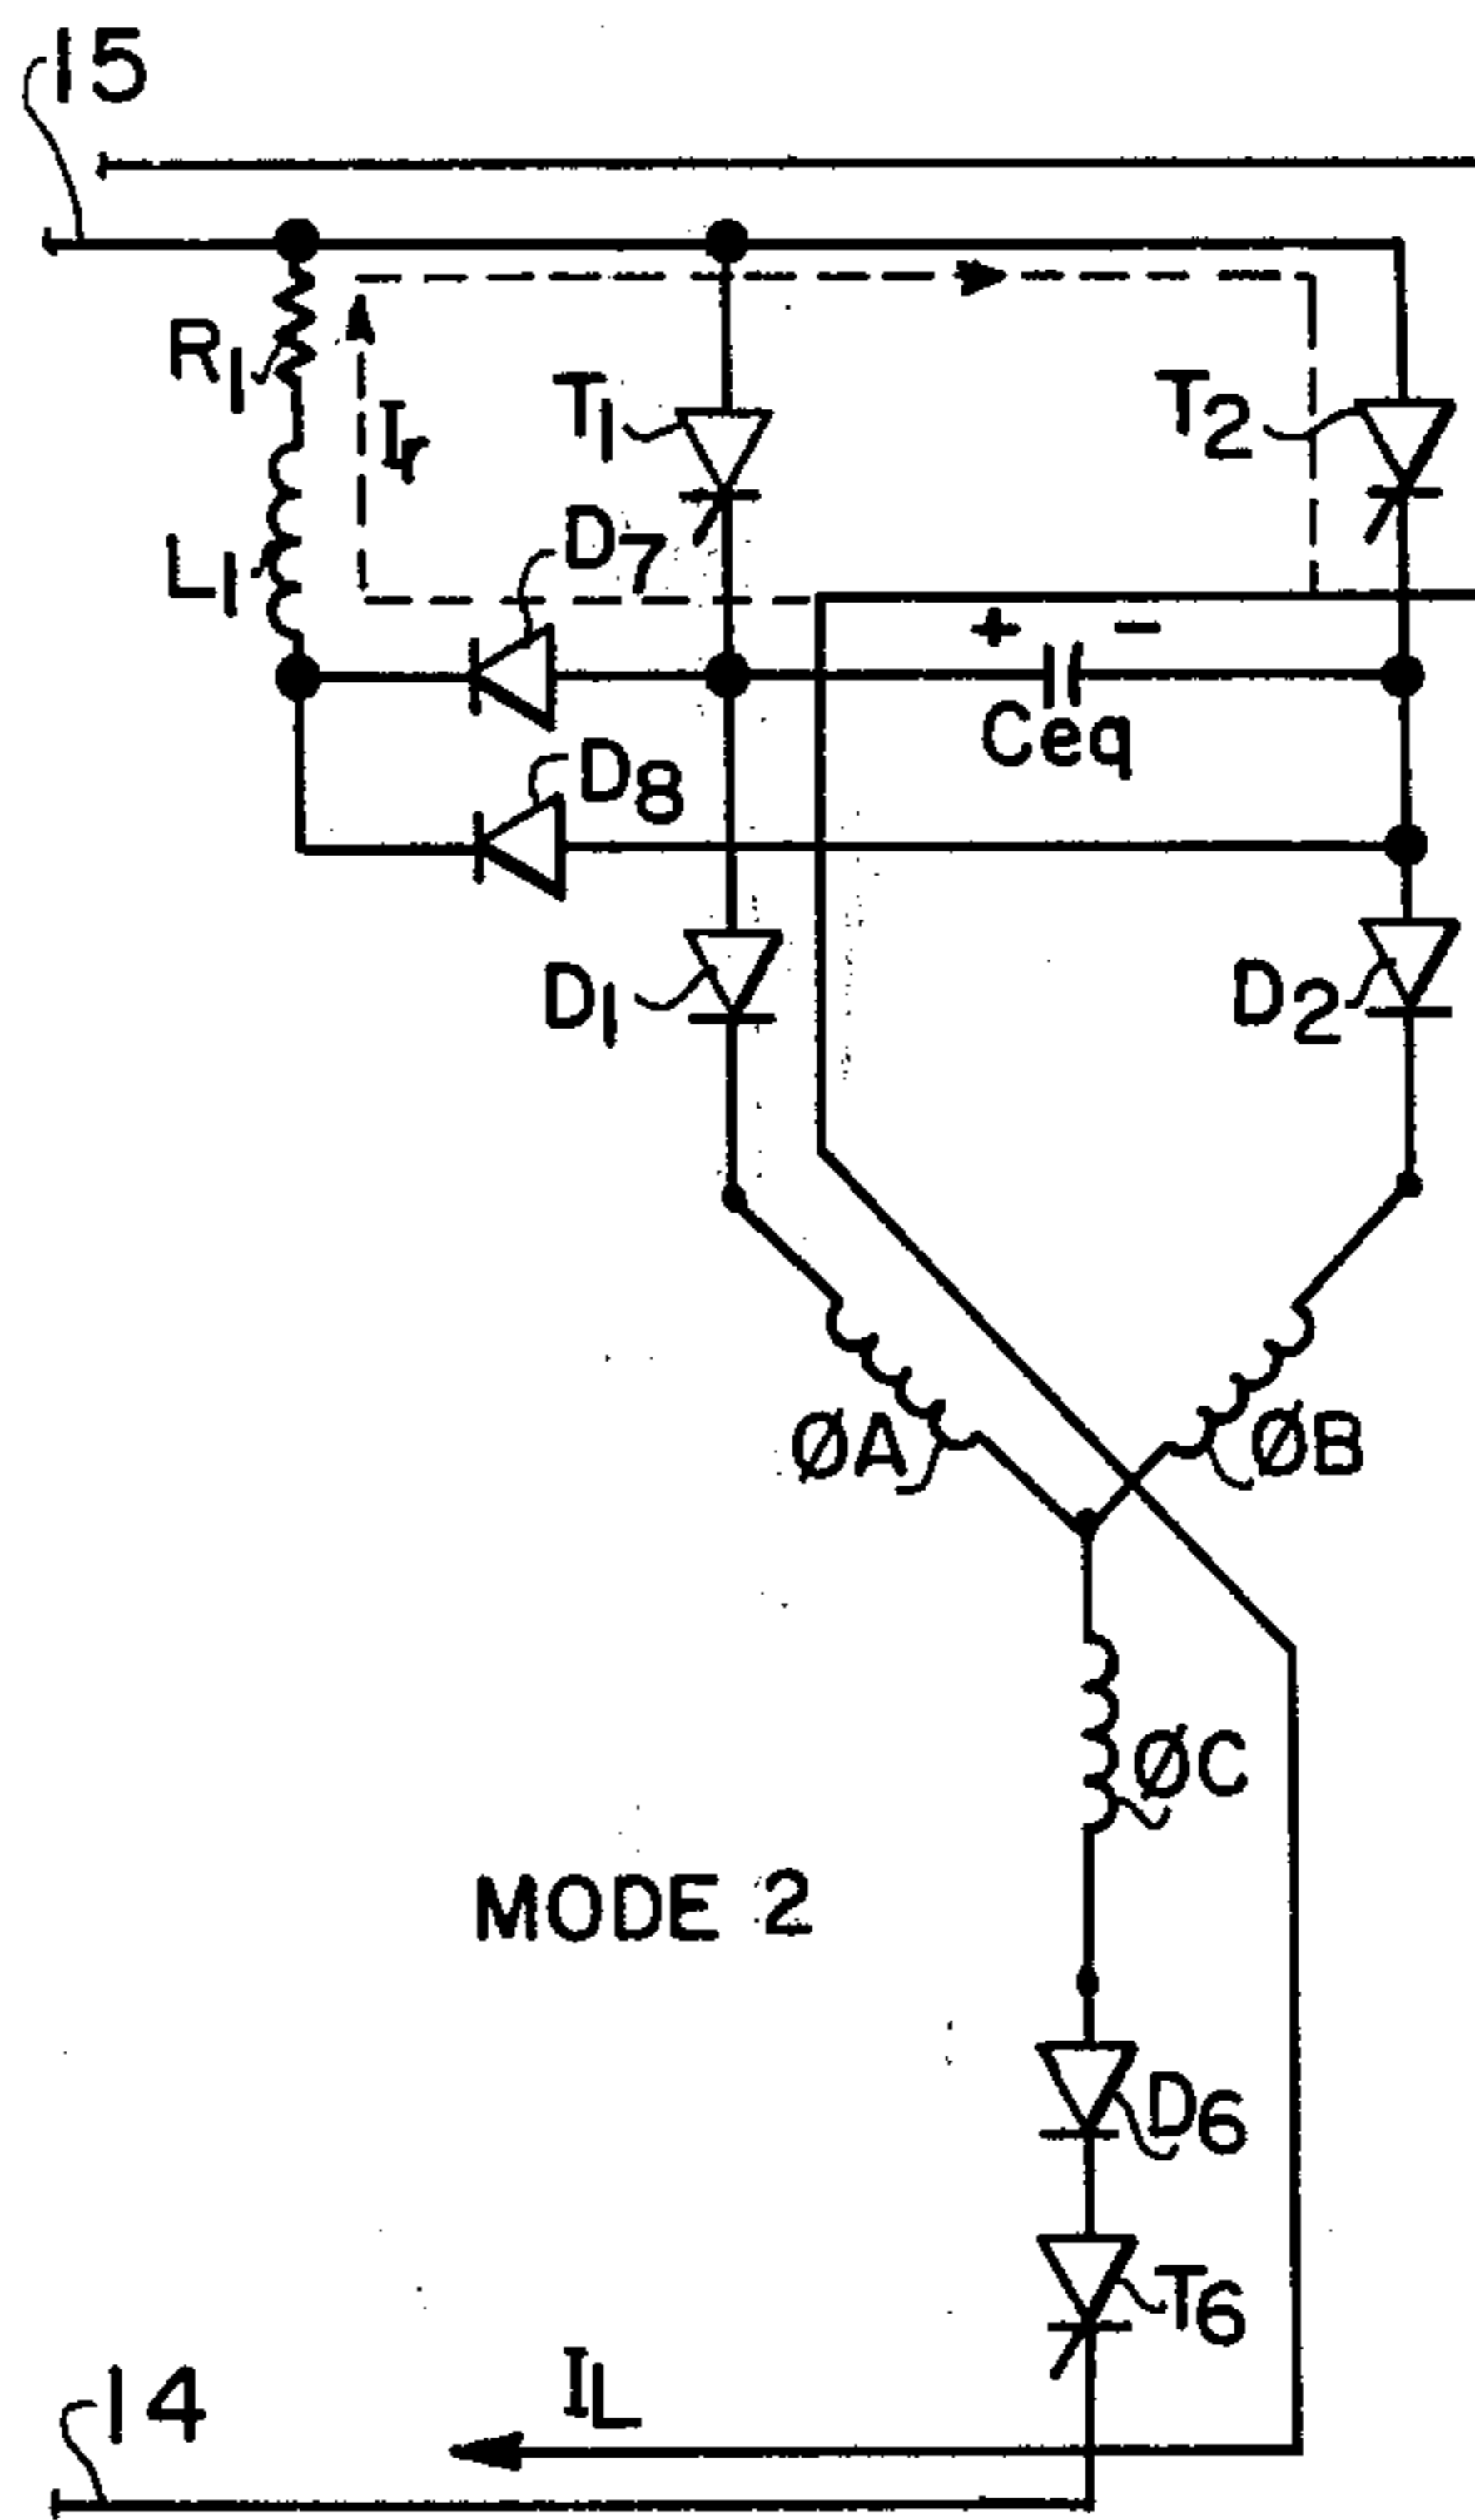 15
R1
Ir
T1
T2
L1
D7
+ -
Ceq
D8
D1
D2
ØA
ØB
ØC
MODE 2
D6
T6
IL
14